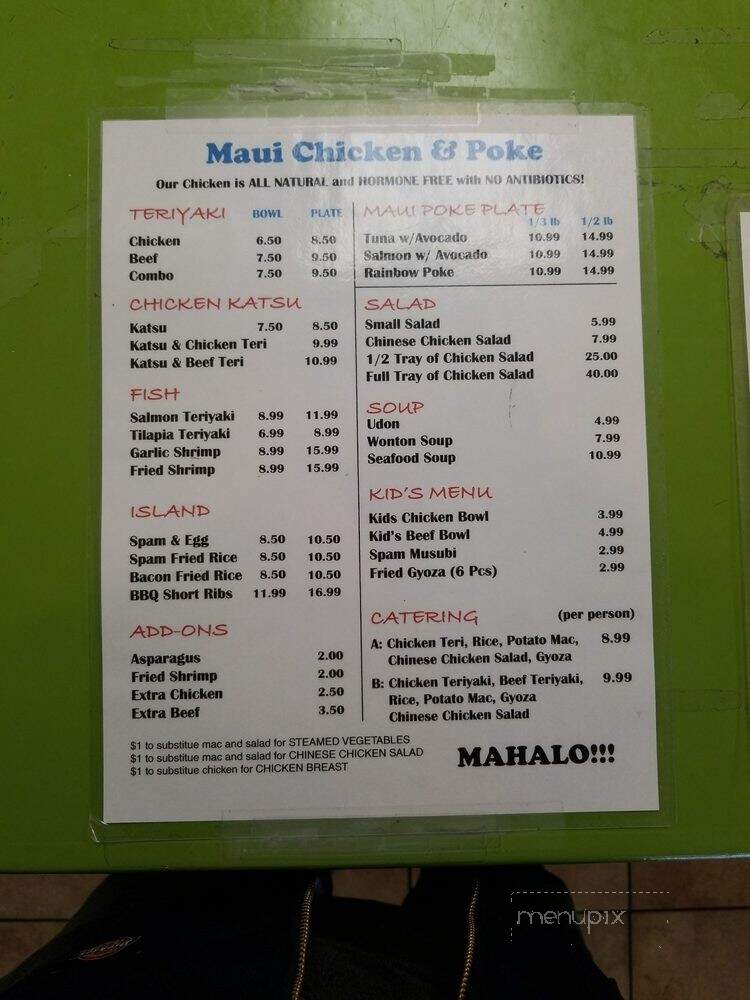 Maui Chicken & Poke
Our Chicken is ALL NATURAL and HORMONE FREE with NO ANTIBIOTICS!
TERIYAKI BOWL PLATE
Chicken 6.50 8.50
Beef 7.50 9.50
Combo 7.50 9.50
CHICKEN KATSU
Katsu 7.50 8.50
Katsu & Chicken Teri 9.99
Katsu & Beef Teri 10.99
FISH
Salmon Teriyaki 8.99 11.99
Tilapia Teriyaki 6.99 8.99
Garlic Shrimp 8.99 15.99
Fried Shrimp 8.99 15.99
ISLAND
Spam & Egg 8.50 10.50
Spam Fried Rice 8.50 10.50
Bacon Fried Rice 8.50 10.50
BBQ Short Ribs 11.99 16.99
ADD-ONS
Asparagus 2.00
Fried Shrimp 2.00
Extra Chicken 2.50
Extra Beef 3.50
MAUI POKE PLATE
1/3 lb 1/2 lb
Tuna w/Avocado 10.99 14.99
Salmon w/ Avocado 10.99 14.99
Rainbow Poke 10.99 14.99
SALAD
Small Salad 5.99
Chinese Chicken Salad 7.99
1/2 Tray of Chicken Salad 25.00
Full Tray of Chicken Salad 40.00
SOUP
Udon 4.99
Wonton Soup 7.99
Seafood Soup 10.99
KID'S MENU
Kids Chicken Bowl 3.99
Kid's Beef Bowl 4.99
Spam Musubi 2.99
Fried Gyoza (6 Pcs) 2.99
CATERING (per person)
A: Chicken Teri, Rice, Potato Mac, 8.99
Chinese Chicken Salad, Gyoza
B: Chicken Teriyaki, Beef Teriyaki, 9.99
Rice, Potato Mac, Gyoza
Chinese Chicken Salad
$1 to substitue mac and salad for STEAMED VEGETABLES
$1 to substitue mac and salad for CHINESE CHICKEN SALAD
$1 to substitue chicken for CHICKEN BREAST
MAHALO!!!
menupix